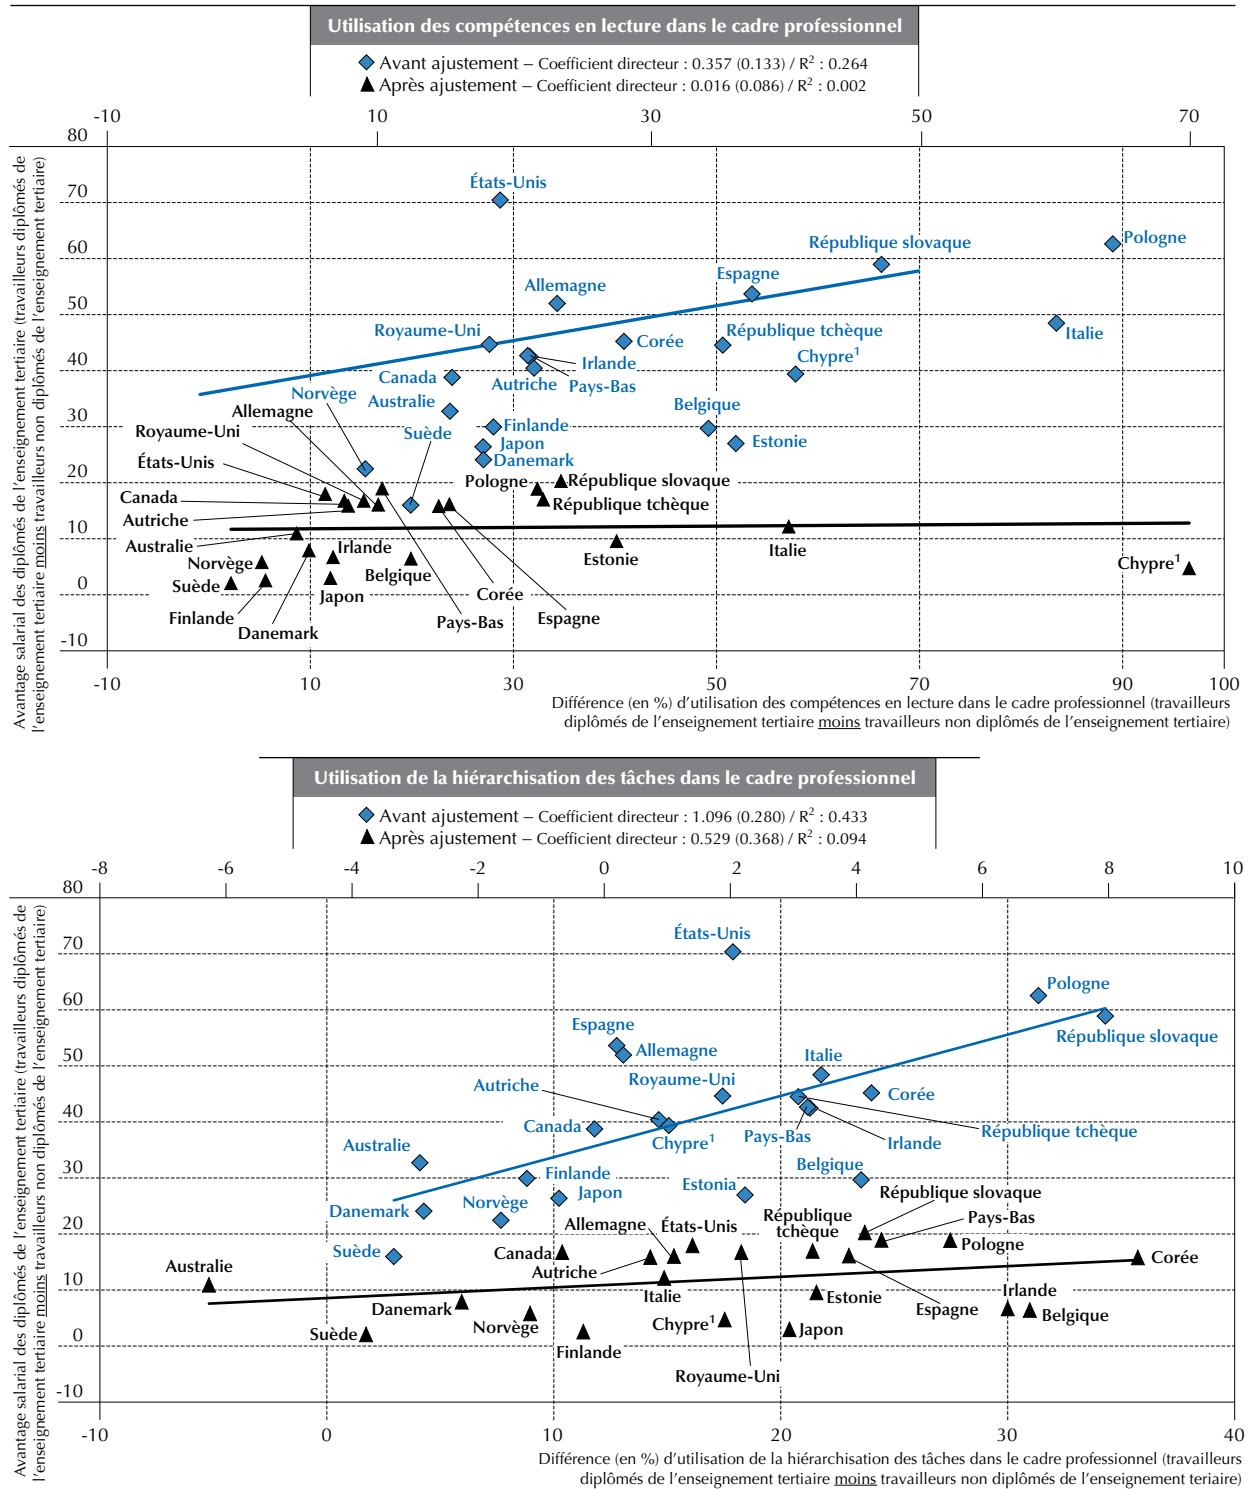 Utilisation des compétences en lecture dans le cadre professionnel
Avant ajustement – Coefficient directeur : 0.357 (0.133) / R² : 0.264
Après ajustement – Coefficient directeur : 0.016 (0.086) / R² : 0.002
-10 10 30 50 70
Avantage salarial des diplômés de l'enseignement tertiaire (travailleurs diplômés de
l'enseignement tertiaire moins travailleurs non diplômés de l'enseignement tertiaire)
80
70
60
50
40
30
20
10
0
-10
États-Unis
Pologne
République slovaque
Espagne
Allemagne
Italie
Royaume-Uni
Corée
République tchèque
Irlande
Chypre¹
Canada
Autriche
Pays-Bas
Norvège
Australie
Belgique
Allemagne
Finlande
Royaume-Uni
Suède
Japon
Estonie
États-Unis
Danemark
Pologne
République slovaque
Canada
République tchèque
Autriche
Australie
Irlande
Italie
Norvège
Estonie
Chypre¹
Suède
Belgique
Japon
Corée
Finlande
Pays-Bas
Espagne
Danemark
-10 10 30 50 70 90 100
Différence (en %) d'utilisation des compétences en lecture dans le cadre professionnel (travailleurs
diplômés de l'enseignement tertiaire moins travailleurs non diplômés de l'enseignement tertiaire)
Utilisation de la hiérarchisation des tâches dans le cadre professionnel
Avant ajustement – Coefficient directeur : 1.096 (0.280) / R² : 0.433
Après ajustement – Coefficient directeur : 0.529 (0.368) / R² : 0.094
-8 -6 -4 -2 0 2 4 6 8 10
Avantage salarial des diplômés de l'enseignement tertiaire (travailleurs diplômés de
l'enseignement tertiaire moins travailleurs non diplômés de l'enseignement tertiaire)
80
70
60
50
40
30
20
10
0
-10
États-Unis
Pologne
Espagne
République slovaque
Allemagne
Italie
Royaume-Uni
Autriche
Corée
Canada
Chypre¹
Pays-Bas
République tchèque
Irlande
Australie
Belgique
Finlande
Estonia
Japon
République slovaque
Norvège
Danemark
République
tchèque
Pays-Bas
Allemagne
États-Unis
Suède
Canada
Pologne
Corée
Australie
Autriche
Irlande
Italie
Estonie
Danemark
Espagne
Belgique
Norvège
Chypre¹
Japon
Suède
Finlande
Royaume-Uni
-10 0 10 20 30 40
Différence (en %) d'utilisation de la hiérarchisation des tâches dans le cadre professionnel (travailleurs
diplômés de l'enseignement tertiaire moins travailleurs non diplômés de l'enseignement tertiaire)